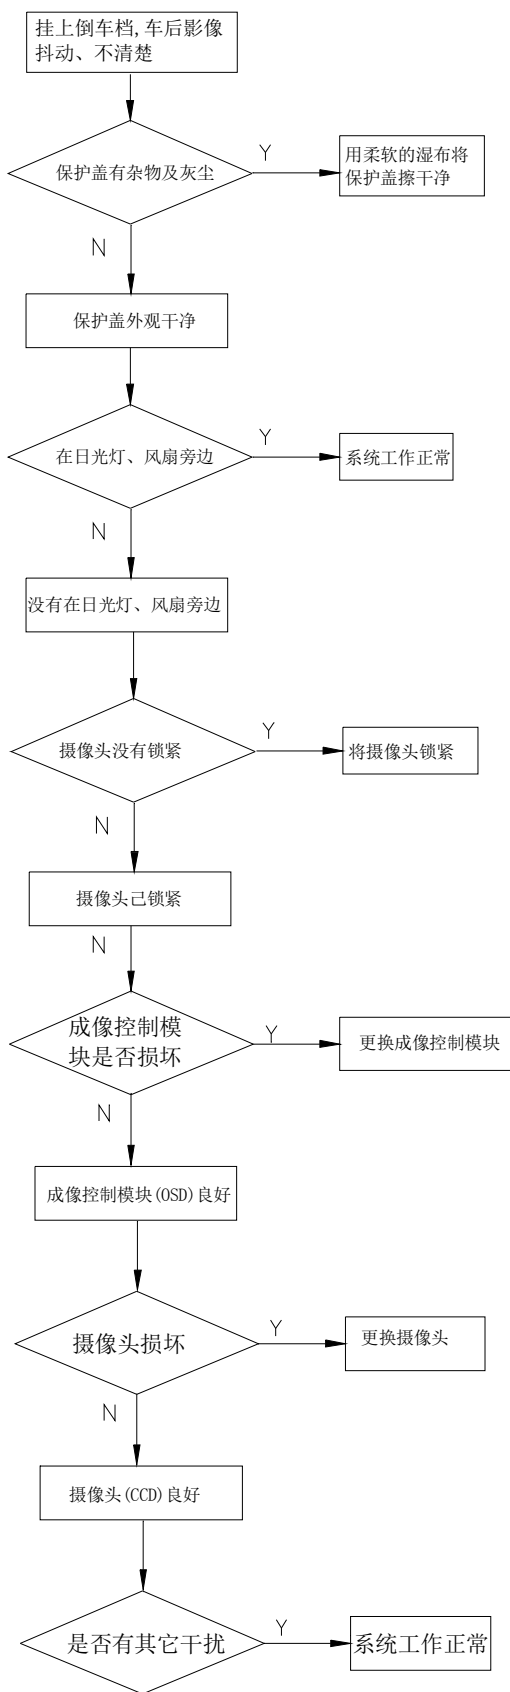 挂上倒车档,车后影像
抖动、不清楚
保护盖有杂物及灰尘
Y
用柔软的湿布将
保护盖擦干净
N
保护盖外观干净
在日光灯、风扇旁边
Y
系统工作正常
N
没有在日光灯、风扇旁边
摄像头没有锁紧
Y
将摄像头锁紧
N
摄像头己锁紧
N
成像控制模
块是否损坏
Y
更换成像控制模块
N
成像控制模块(OSD)良好
摄像头损坏
Y
更换摄像头
N
摄像头(CCD)良好
是否有其它干扰
Y
系统工作正常